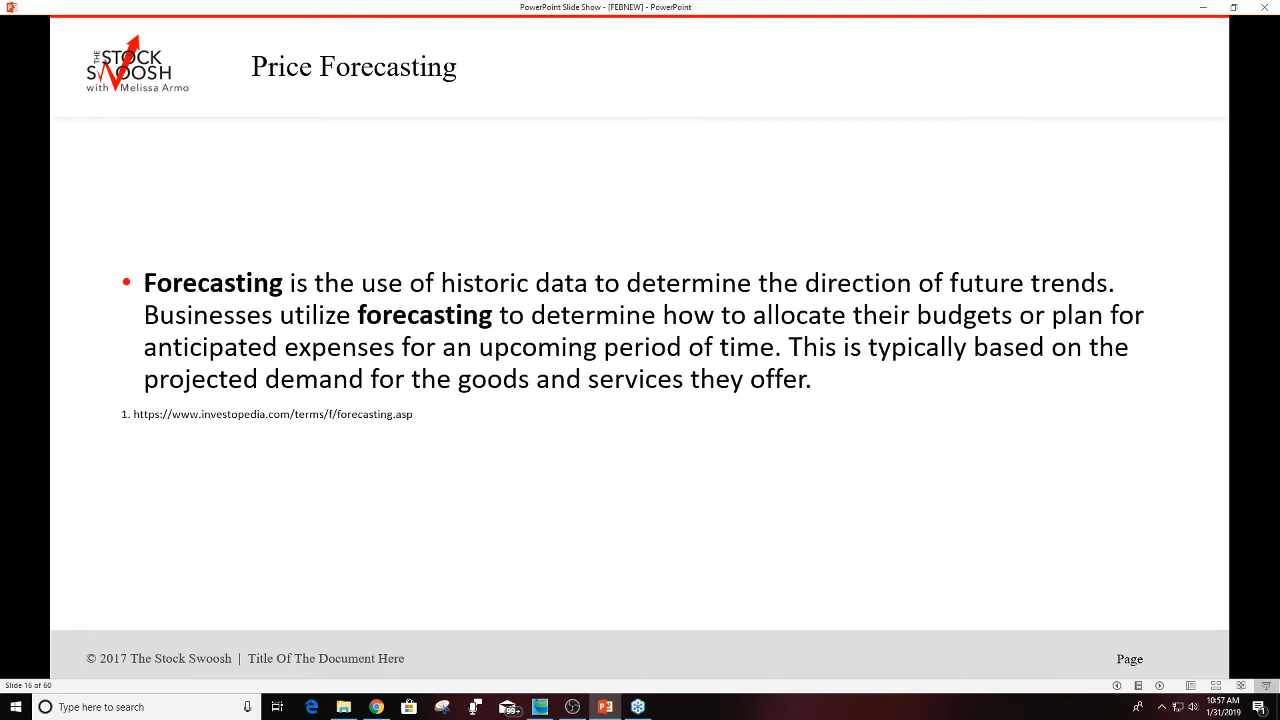 PowerPoint Slide Show - [FEBNEW] - PowerPoint
THE
STOCK
SWOOSH
with Melissa Armo
Price Forecasting
• Forecasting is the use of historic data to determine the direction of future trends.
Businesses utilize forecasting to determine how to allocate their budgets or plan for
anticipated expenses for an upcoming period of time. This is typically based on the
projected demand for the goods and services they offer.
1. https://www.investopedia.com/terms/f/forecasting.asp
© 2017 The Stock Swoosh | Title Of The Document Here
Page
Slide 16 of 60
Type here to search
99+
10:57 AM
1/31/2019
1